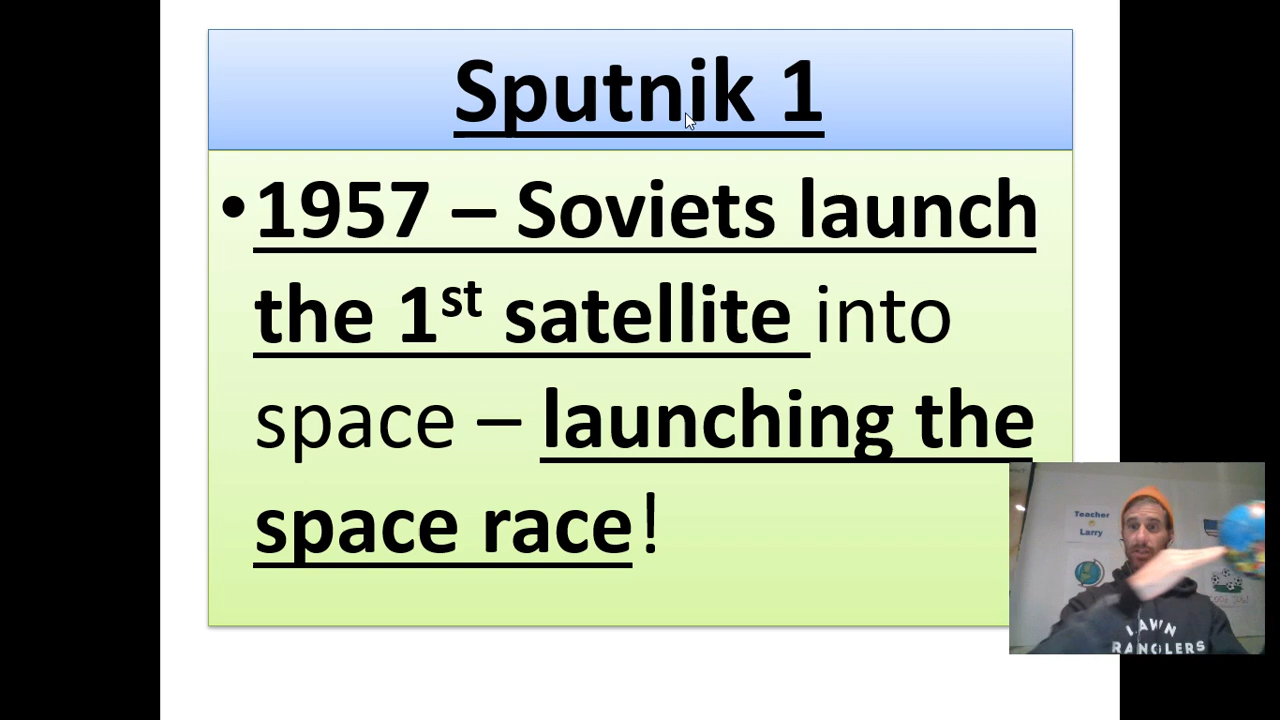 Sputnik 1
• 1957 – Soviets launch
the 1st satellite into
space – launching the
space race!
Teacher
Larry
LAWN
RANGLERS